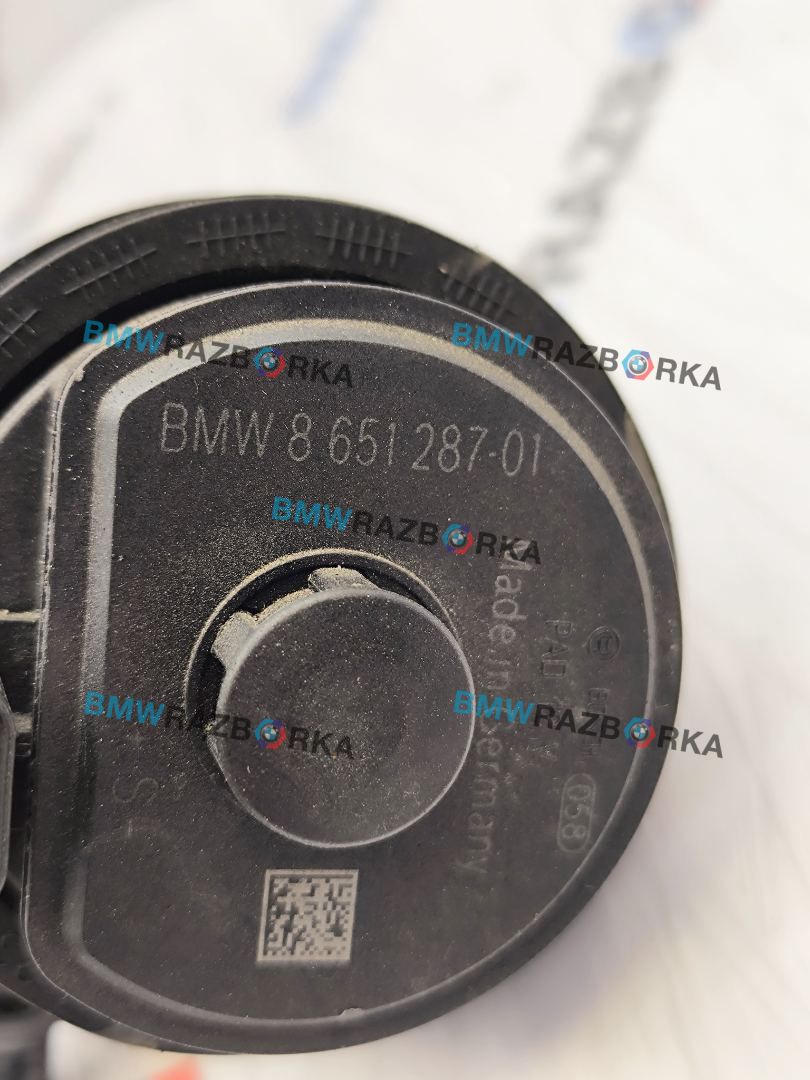 BMWRAZBORKA
BMWRAZBORKA
BMW 8 651 287-01
BMWRAZBORKA
Made in Germany
PAD
058
BMWRAZBORKA
BMWRAZBORKA
+ S -